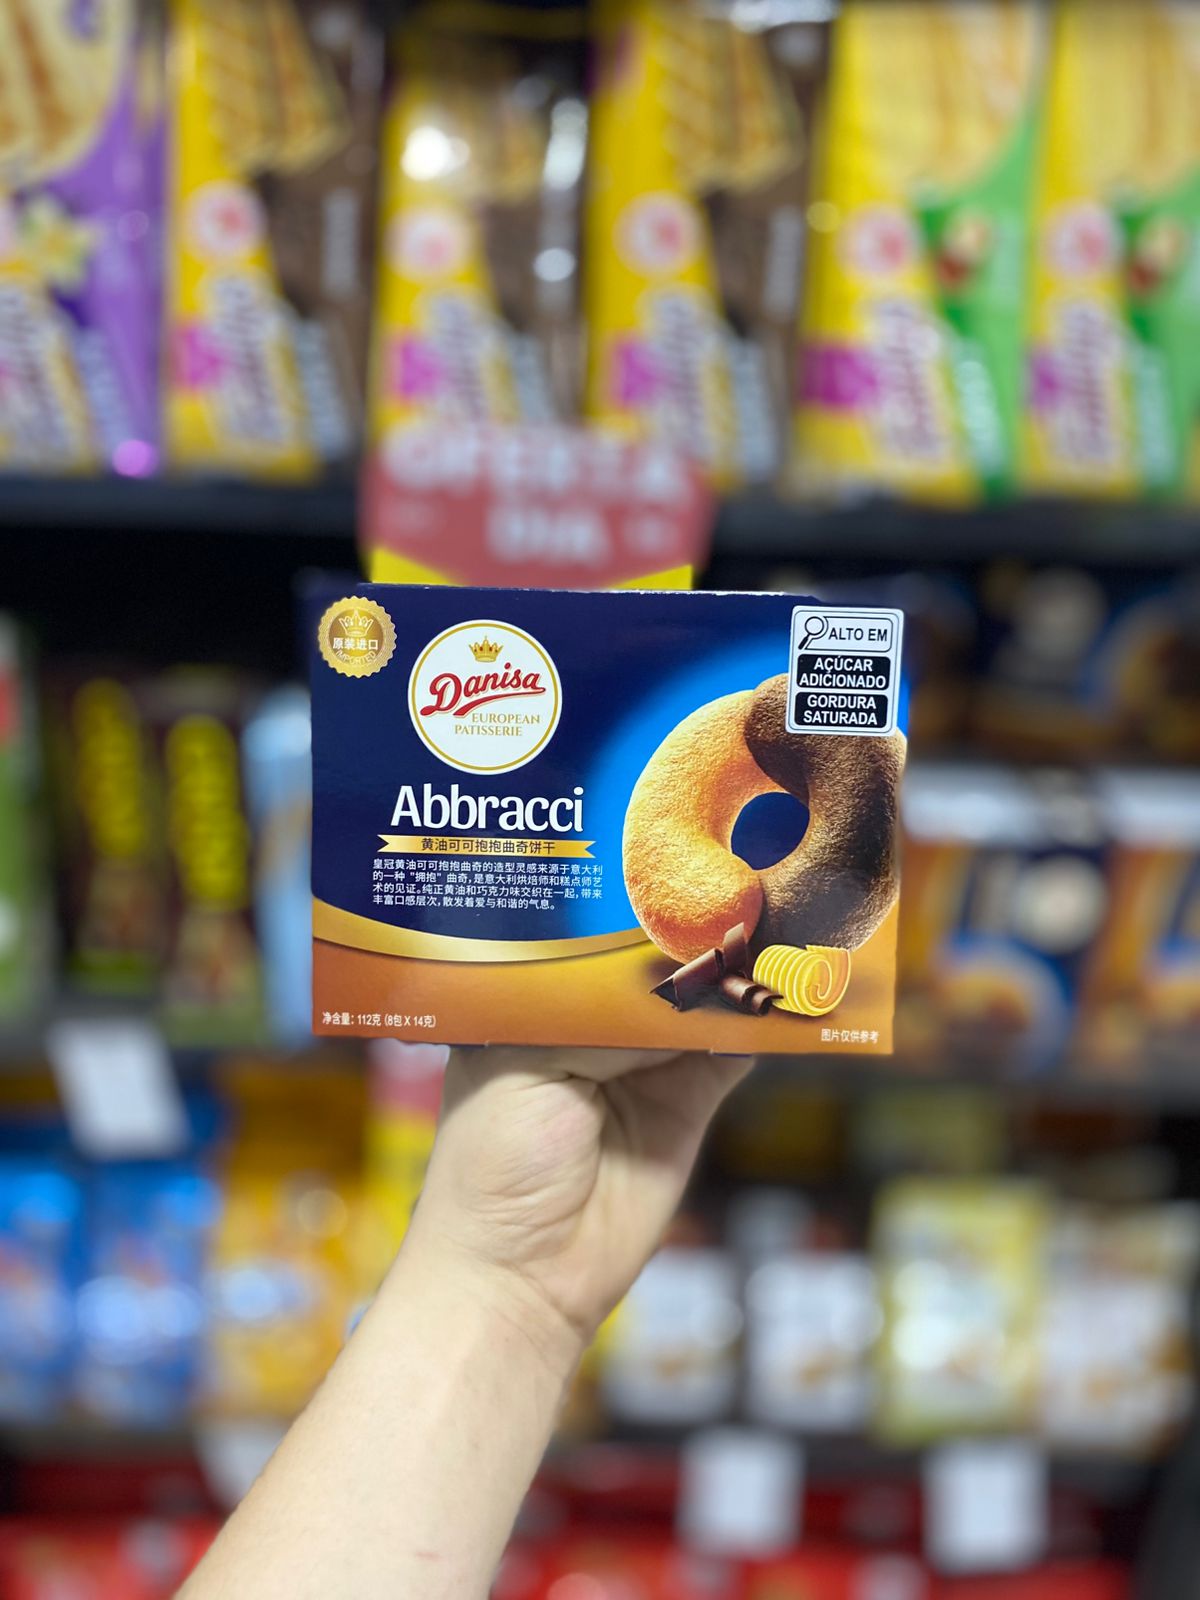 OFERTA
原装进口
IMPORTED
Danisa
EUROPEAN
PATISSERIE
ALTO EM
AÇÚCAR
ADICIONADO
GORDURA
SATURADA
Abbracci
黄油可可抱抱曲奇饼干
皇冠黄油可可抱抱曲奇的造型灵感来源于意大利
的一种"拥抱"曲奇，是意大利烘焙师和糕点师艺
术的见证。纯正黄油和巧克力味交织在一起，带来
丰富口感层次，散发着爱与和谐的气息。
净含量：112克 (8包 X 14克)
图片仅供参考